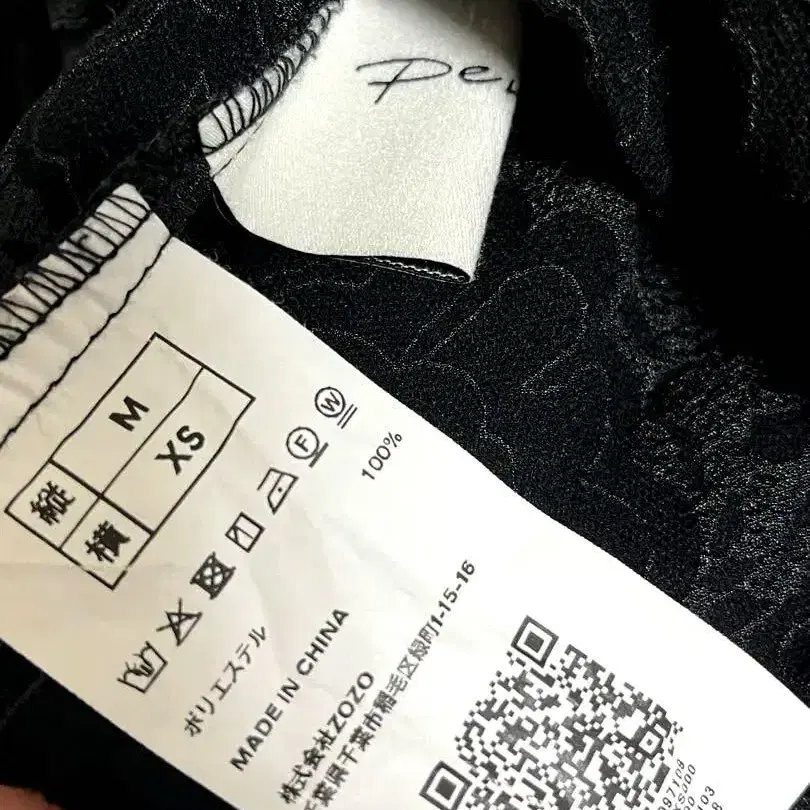 De
縦 M
横 XS
F
W
ポリエステル 100%
MADE IN CHINA
株式会社ZOZO
千葉県千葉市稲毛区緑町1-15-16